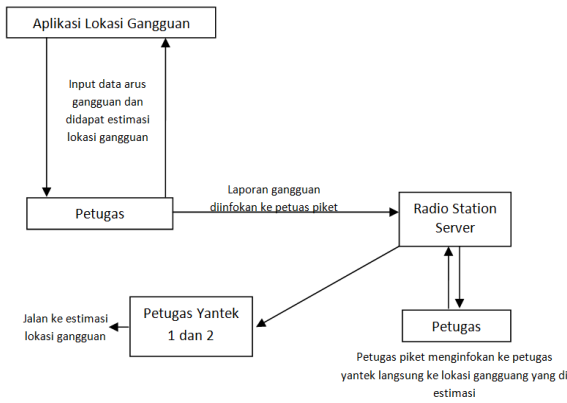 Aplikasi Lokasi Gangguan
Input data arus
gangguan dan
didapat estimasi
lokasi gangguan
Petugas
Laporan gangguan
diinfokan ke petuas piket
Radio Station
Server
Petugas Yantek
1 dan 2
Jalan ke estimasi
lokasi gangguan
Petugas
Petugas piket menginfokan ke petugas
yantek langsung ke lokasi gangguang yang di
estimasi